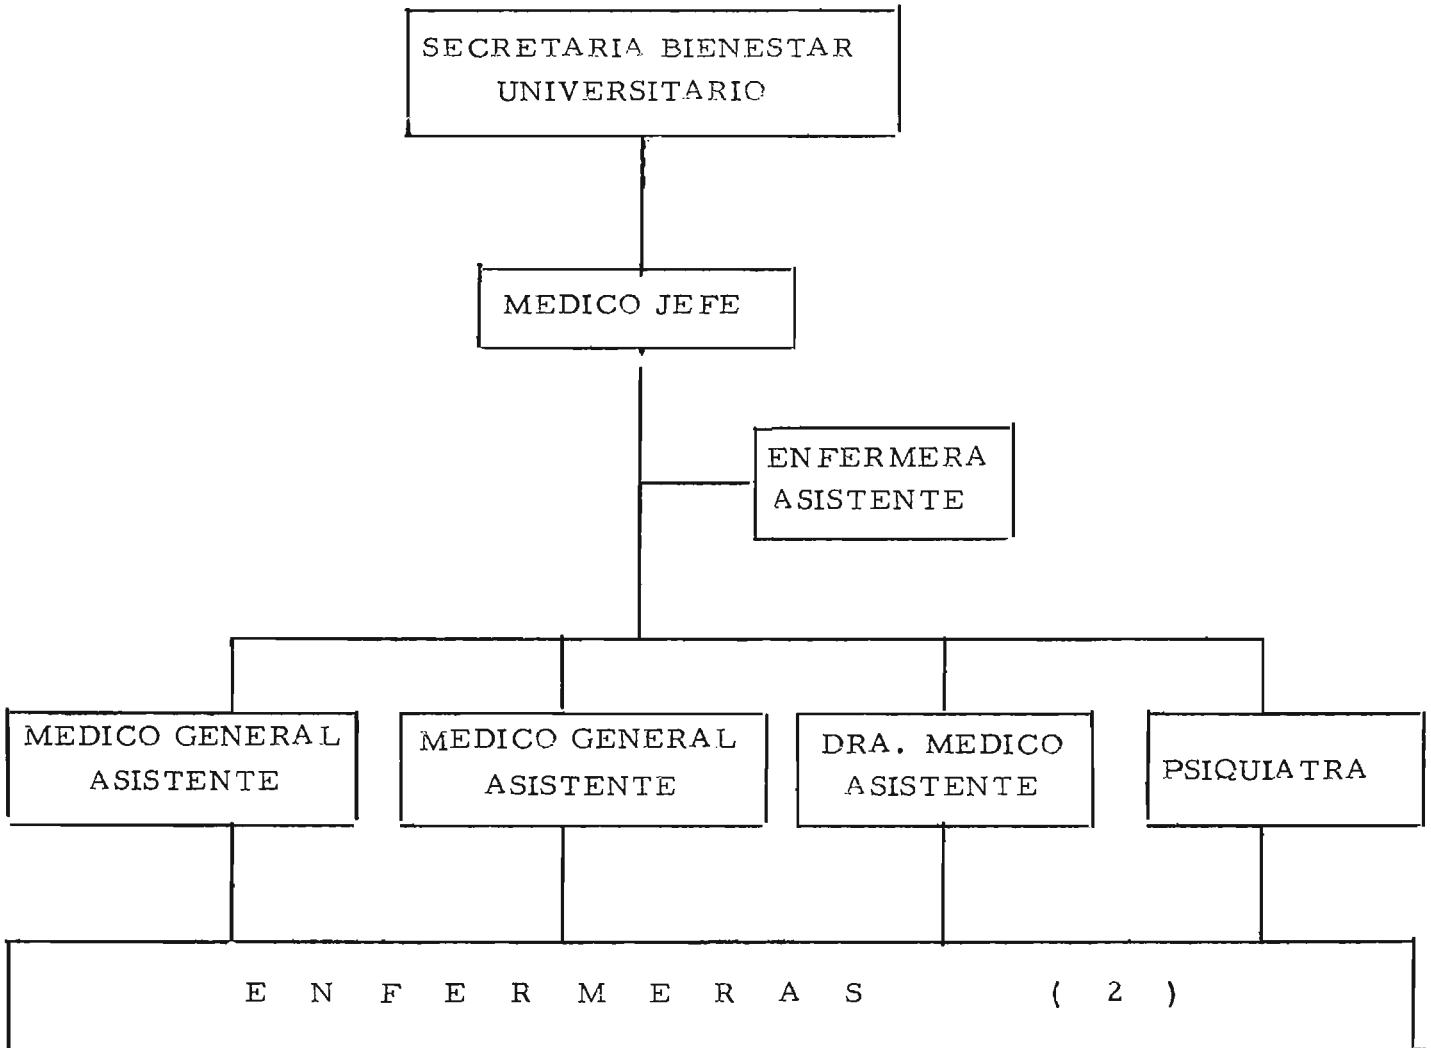 SECRETARIA BIENESTAR
UNIVERSITARIO
MEDICO JEFE
ENFERMERA
ASISTENTE
MEDICO GENERAL
ASISTENTE
MEDICO GENERAL
ASISTENTE
DRA. MEDICO
ASISTENTE
PSIQUIATRA
E N F E R M E R A S ( 2 )